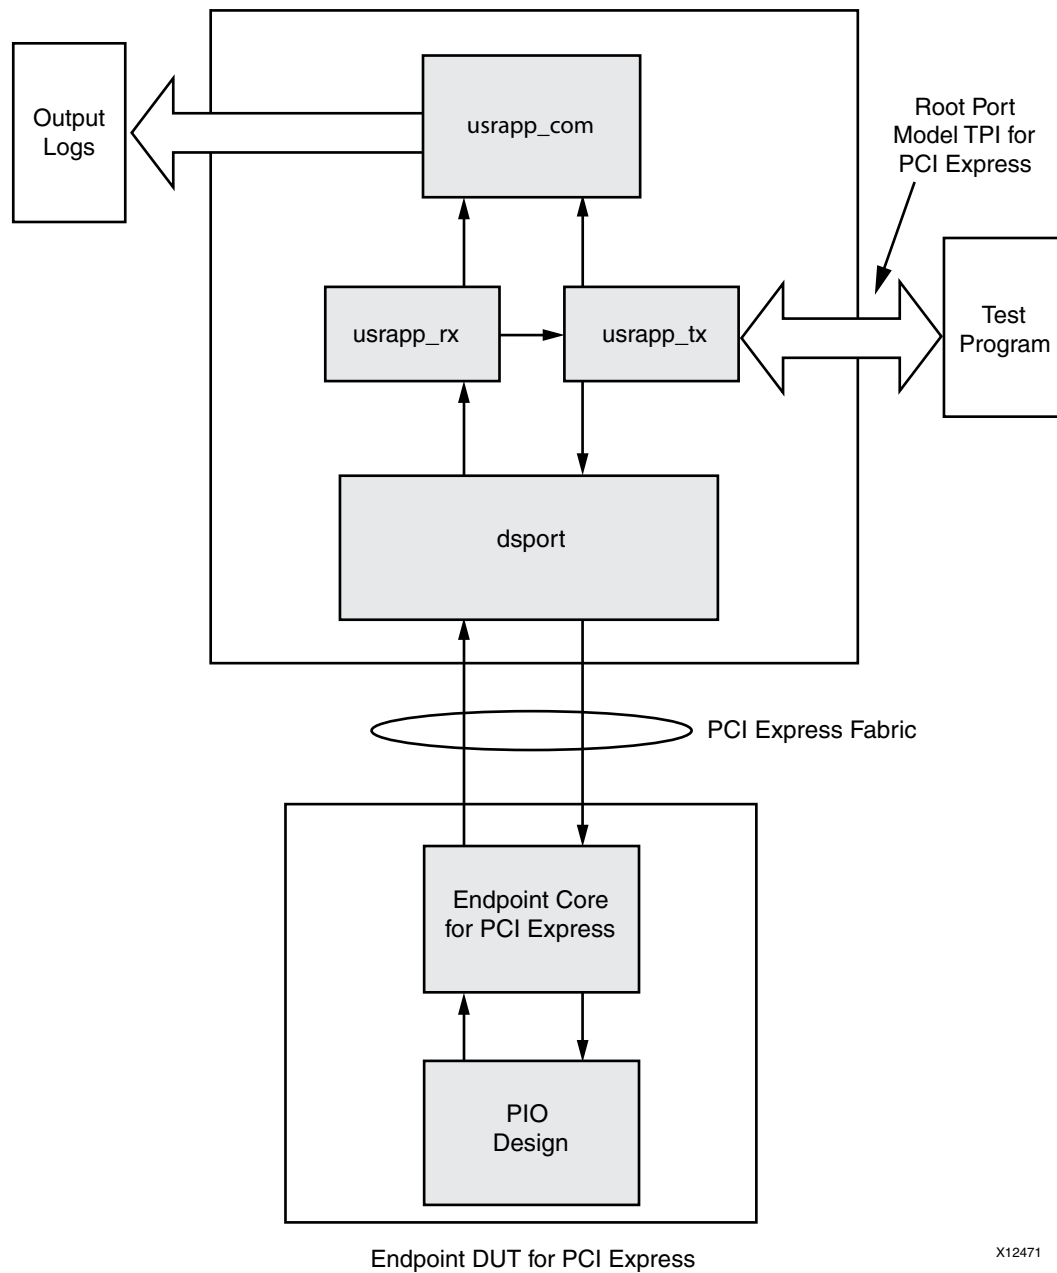 Output
Logs
usrapp_com
Root Port
Model TPI for
PCI Express
usrapp_rx
usrapp_tx
Test
Program
dsport
PCI Express Fabric
Endpoint Core
for PCI Express
PIO
Design
Endpoint DUT for PCI Express
X12471